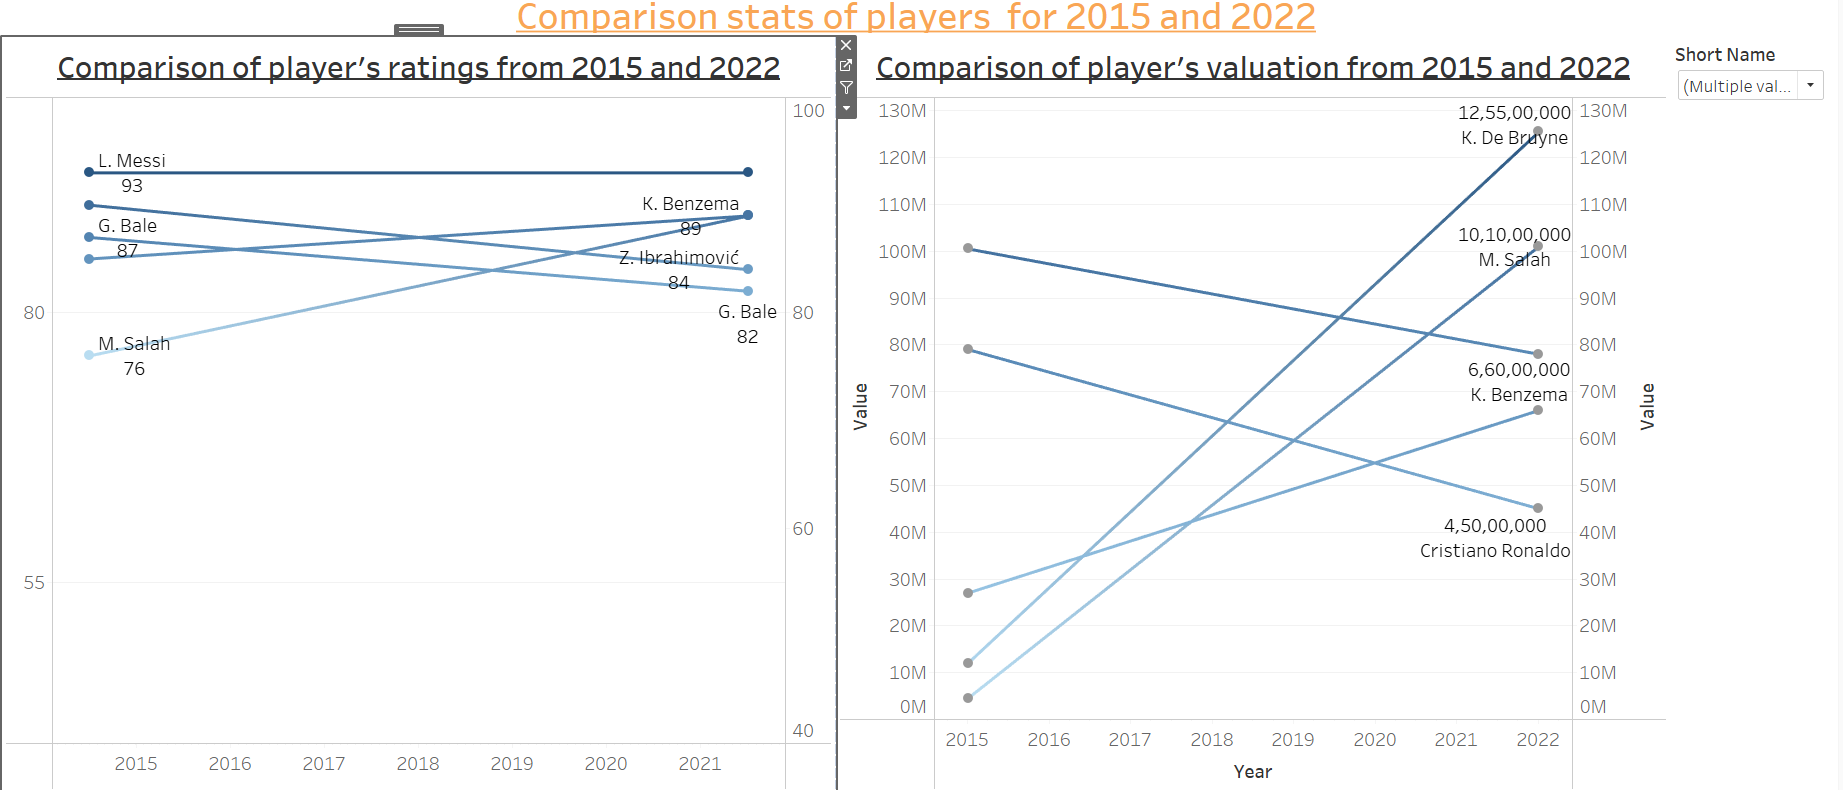 Comparison stats of players  for 2015 and 2022
Comparison of player's ratings from 2015 and 2022
100
80
60
40
80
55
L. Messi
93
G. Bale
87
M. Salah
76
K. Benzema
89
Z. Ibrahimović
84
G. Bale
82
2015 2016 2017 2018 2019 2020 2021
Comparison of player's valuation from 2015 and 2022
130M
120M
110M
100M
90M
80M
70M
60M
50M
40M
30M
20M
10M
0M
Value
12,55,00,000
K. De Bruyne
10,10,00,000
M. Salah
6,60,00,000
K. Benzema
4,50,00,000
Cristiano Ronaldo
130M
120M
110M
100M
90M
80M
70M
60M
50M
40M
30M
20M
10M
0M
Value
2015 2016 2017 2018 2019 2020 2021 2022
Year
Short Name
(Multiple val...